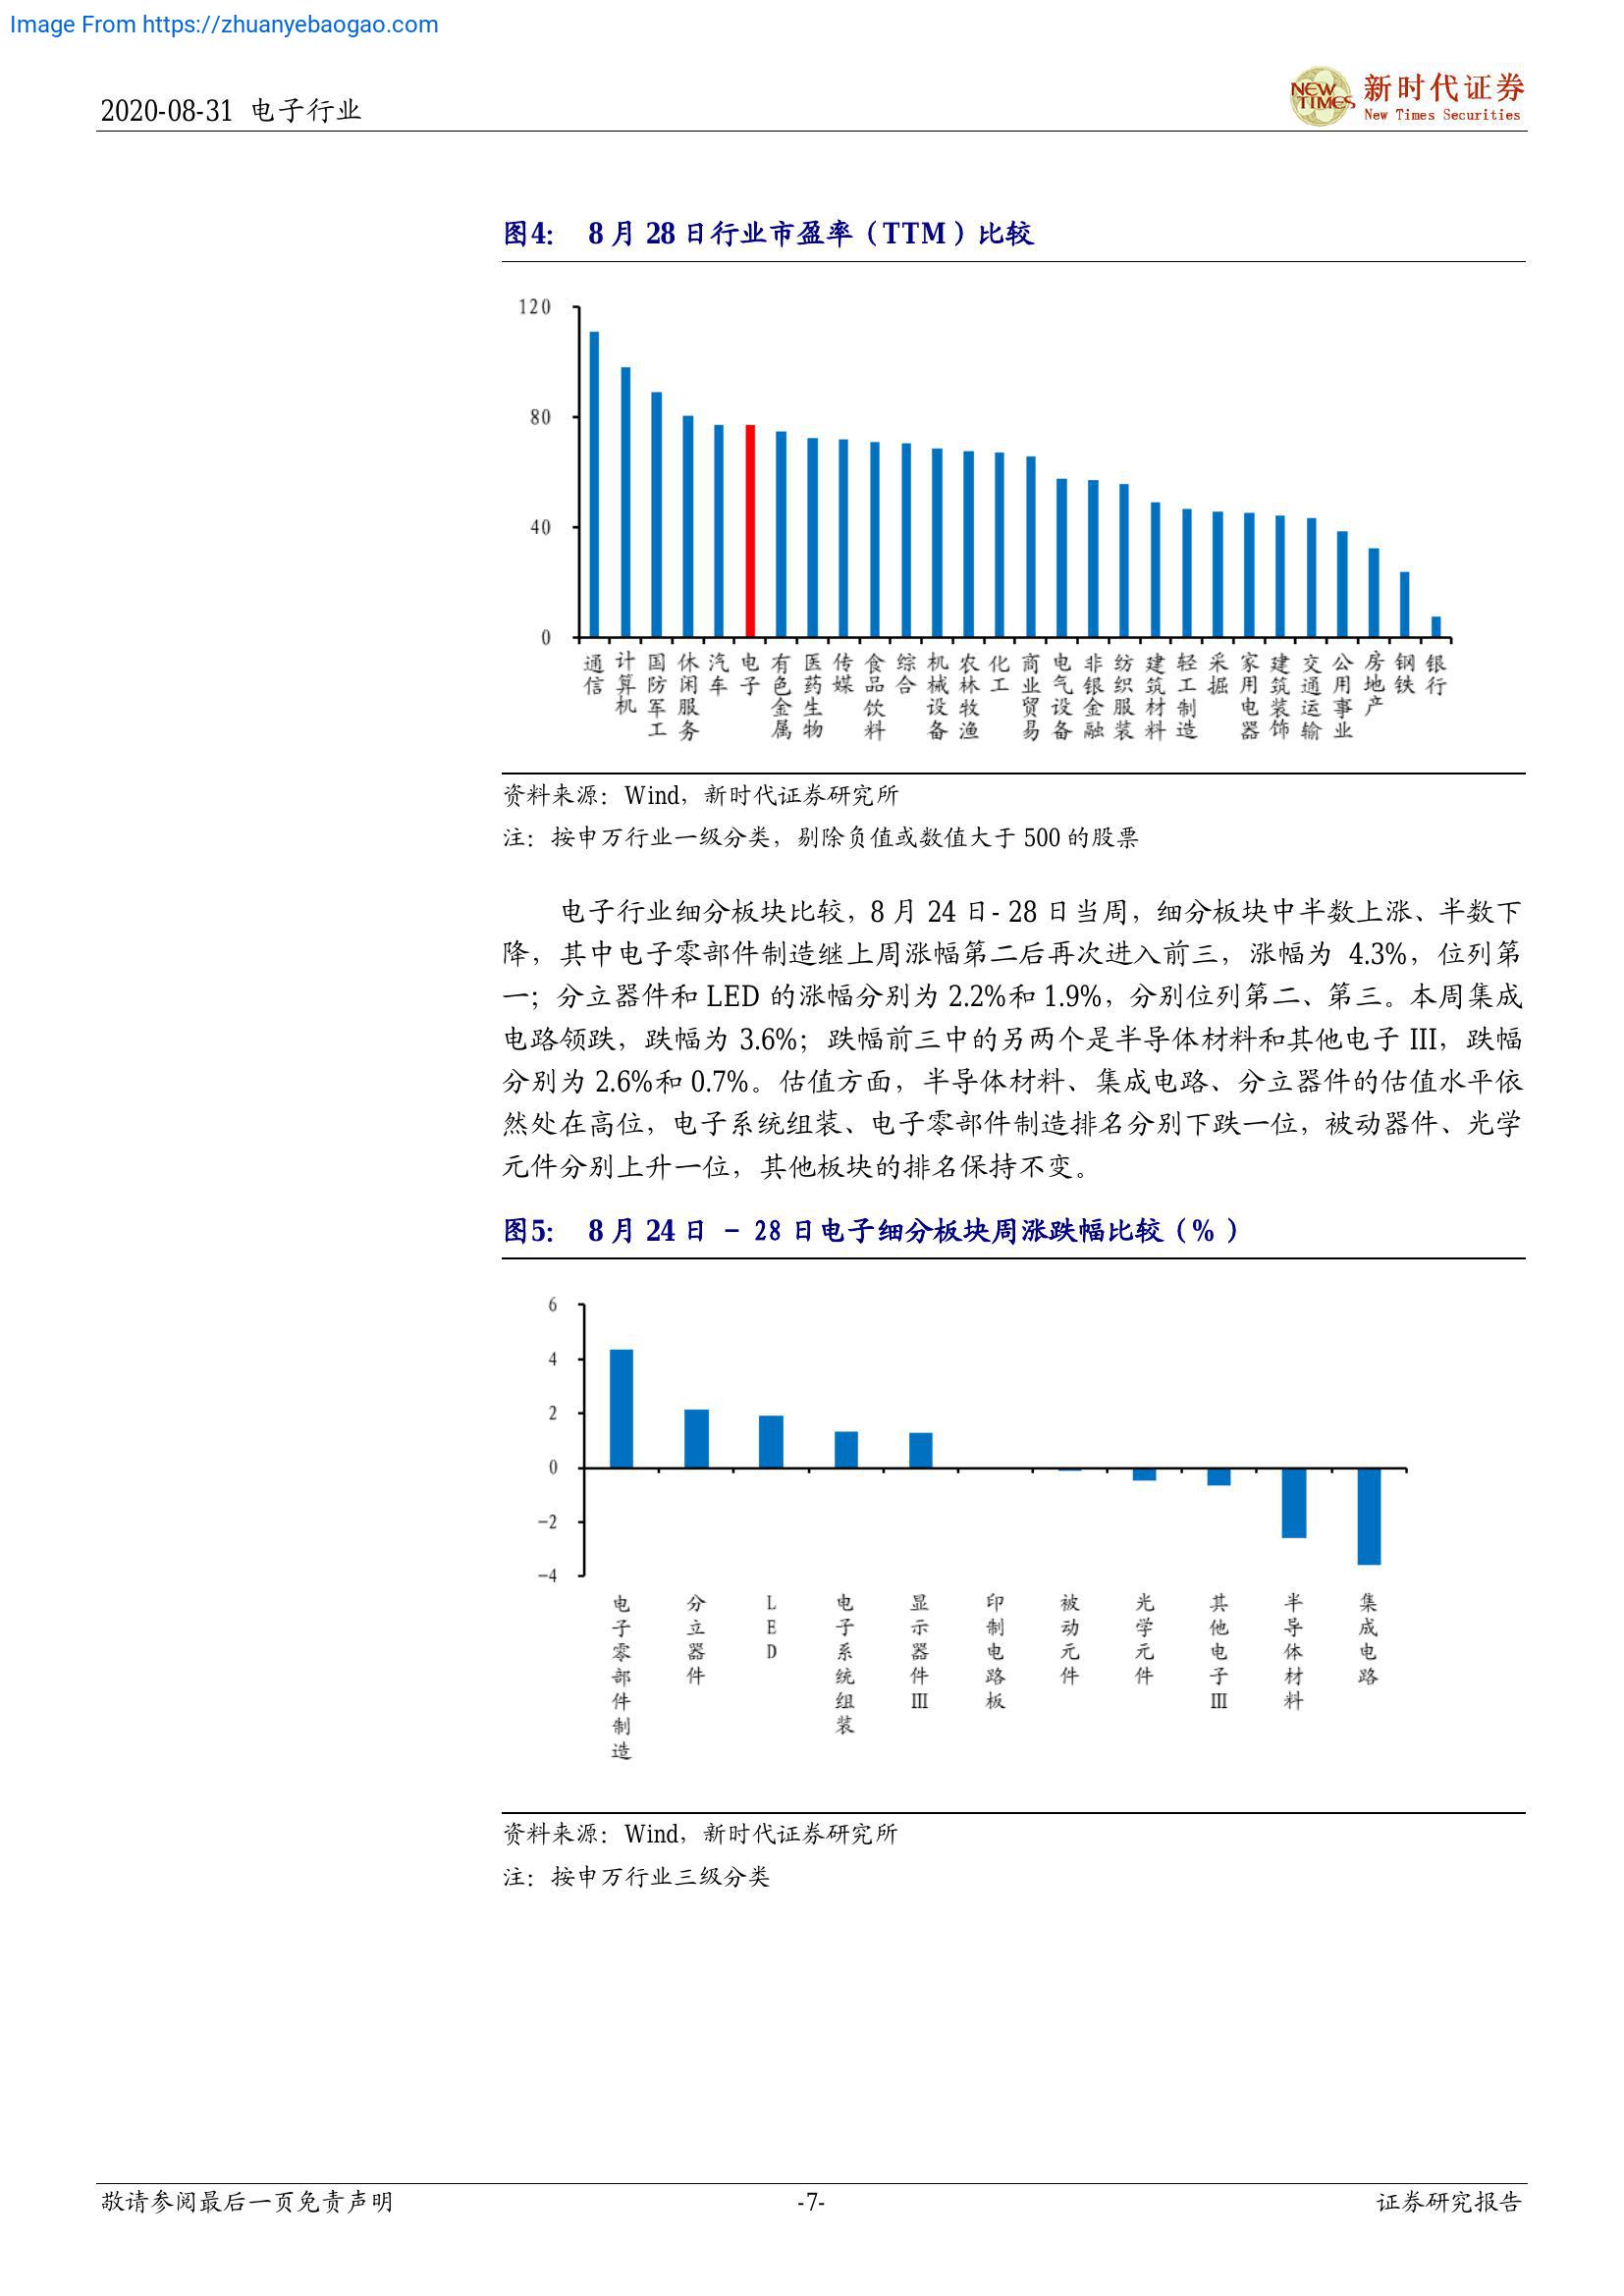 Image From https://zhuanyebaogao.com
2020-08-31 电子行业
NEW TIMES
新时代证券
New Times Securities
图4： 8 月 28 日行业市盈率（TTM）比较
120
80
40
0
通信
计算机
国防军工
休闲服务
汽车
电子
有色金属
医药生物
传媒
食品饮料
综合
机械设备
农林牧渔
化工
商业贸易
电气设备
非银金融
纺织服装
建筑材料
轻工制造
采掘
家用电器
建筑装饰
交通运输
公用事业
房地产
钢铁
银行
资料来源：Wind，新时代证券研究所
注：按申万行业一级分类，剔除负值或数值大于 500 的股票
电子行业细分板块比较，8 月 24 日- 28 日当周，细分板块中半数上涨、半数下
降，其中电子零部件制造继上周涨幅第二后再次进入前三，涨幅为 4.3%，位列第
一；分立器件和 LED 的涨幅分别为 2.2%和 1.9%，分别位列第二、第三。本周集成
电路领跌，跌幅为 3.6%；跌幅前三中的另两个是半导体材料和其他电子 III，跌幅
分别为 2.6%和 0.7%。估值方面，半导体材料、集成电路、分立器件的估值水平依
然处在高位，电子系统组装、电子零部件制造排名分别下跌一位，被动器件、光学
元件分别上升一位，其他板块的排名保持不变。
图5： 8 月 24 日 – 28 日电子细分板块周涨跌幅比较（% ）
6
4
2
0
-2
-4
电子零部件制造
分立器件
LED
电子系统组装
显示器件III
印制电路板
被动元件
光学元件
其他电子III
半导体材料
集成电路
资料来源：Wind，新时代证券研究所
注：按申万行业三级分类
敬请参阅最后一页免责声明
-7-
证券研究报告